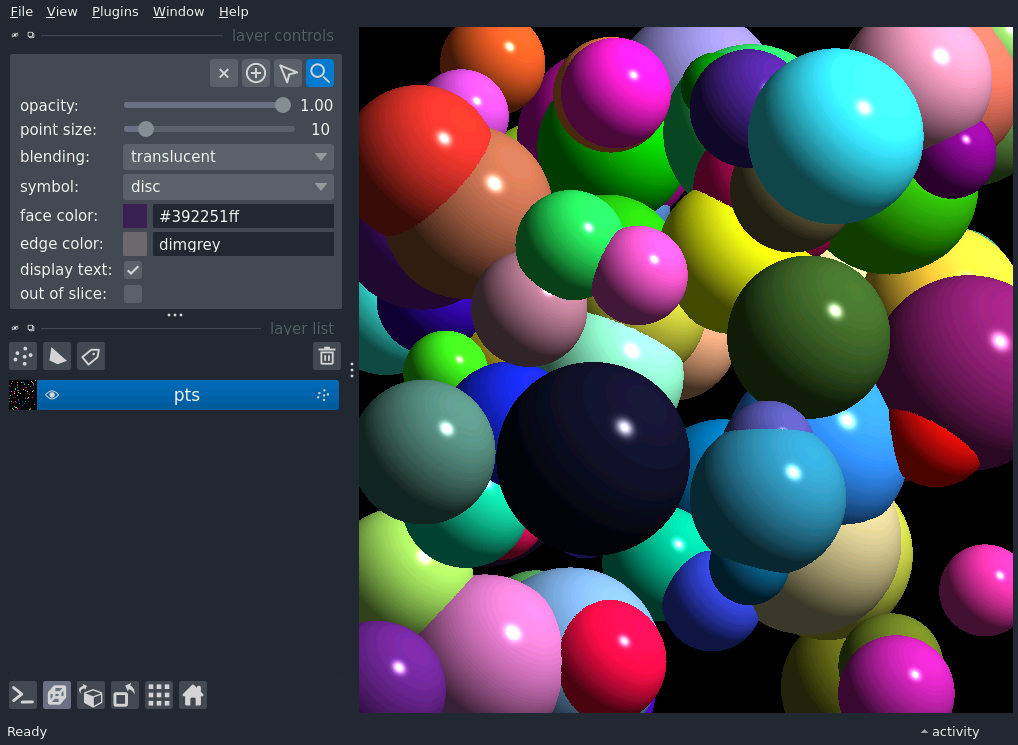 File View Plugins Window Help
layer controls
opacity: 1.00
point size: 10
blending: translucent
symbol: disc
face color: #392251ff
edge color: dimgrey
display text:
out of slice:
layer list
pts
Ready
activity